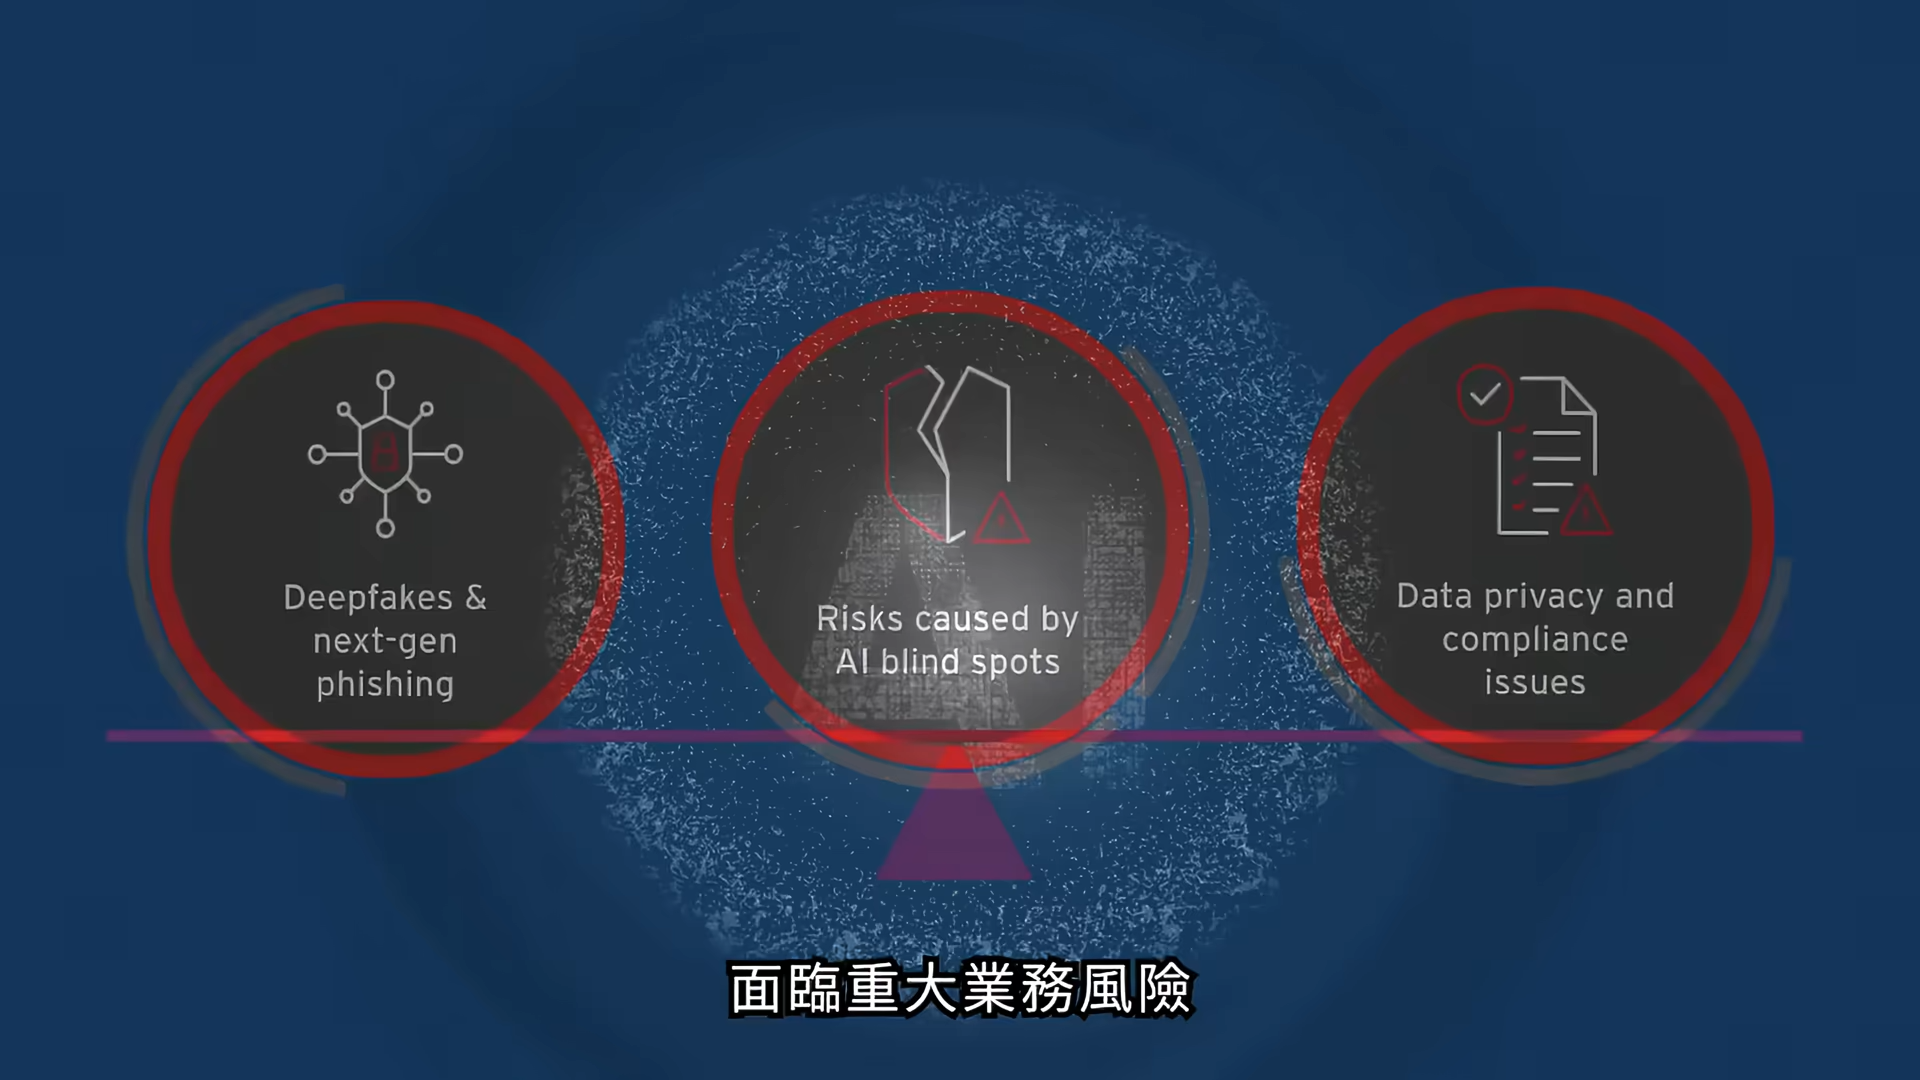 Deepfakes &
next-gen
phishing
Risks caused by
AI blind spots
Data privacy and
compliance
issues
AI
面臨重大業務風險